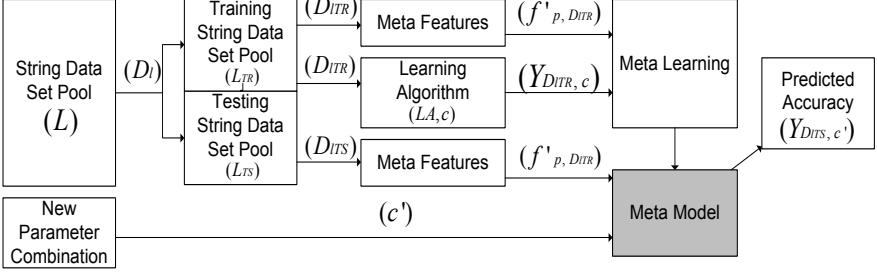 String Data
Set Pool
(L)
(Dl)
Training
String Data
Set Pool
(LTR)
Testing
String Data
Set Pool
(LTS)
(DlTR)
(DlTR)
(DlTS)
Meta Features
Learning
Algorithm
(LA,c)
Meta Features
(f'p, DlTR)
(YDlTR, c)
(f'p, DlTR)
Meta Learning
Predicted
Accuracy
(YDlTS, c')
Meta Model
New
Parameter
Combination
(c')